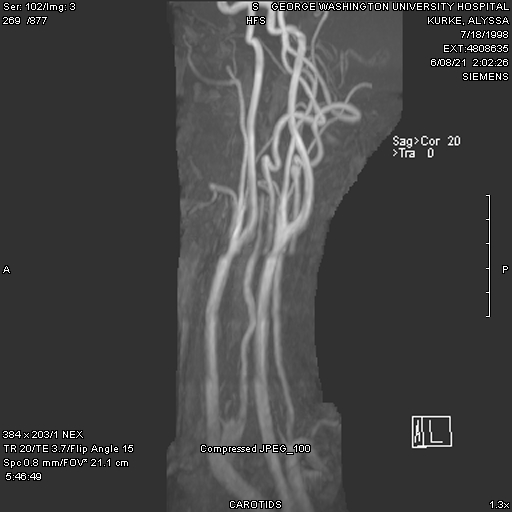 Ser: 102/Img: 3
269 /877
S
HFS
GEORGE WASHINGTON UNIVERSITY HOSPITAL
KURKE, ALYSSA
7/18/1998
EXT:4808635
6/08/21 2:02:26
SIEMENS
Sag>Cor 20
>Tra 0
A
P
384 x 203/1 NEX
TR 20/TE 3.7/Flip Angle 15
Spc 0.8 mm/FOV* 21.1 cm
5:46:49
Compressed JPEG_100
A L
CAROTIDS
1.3x